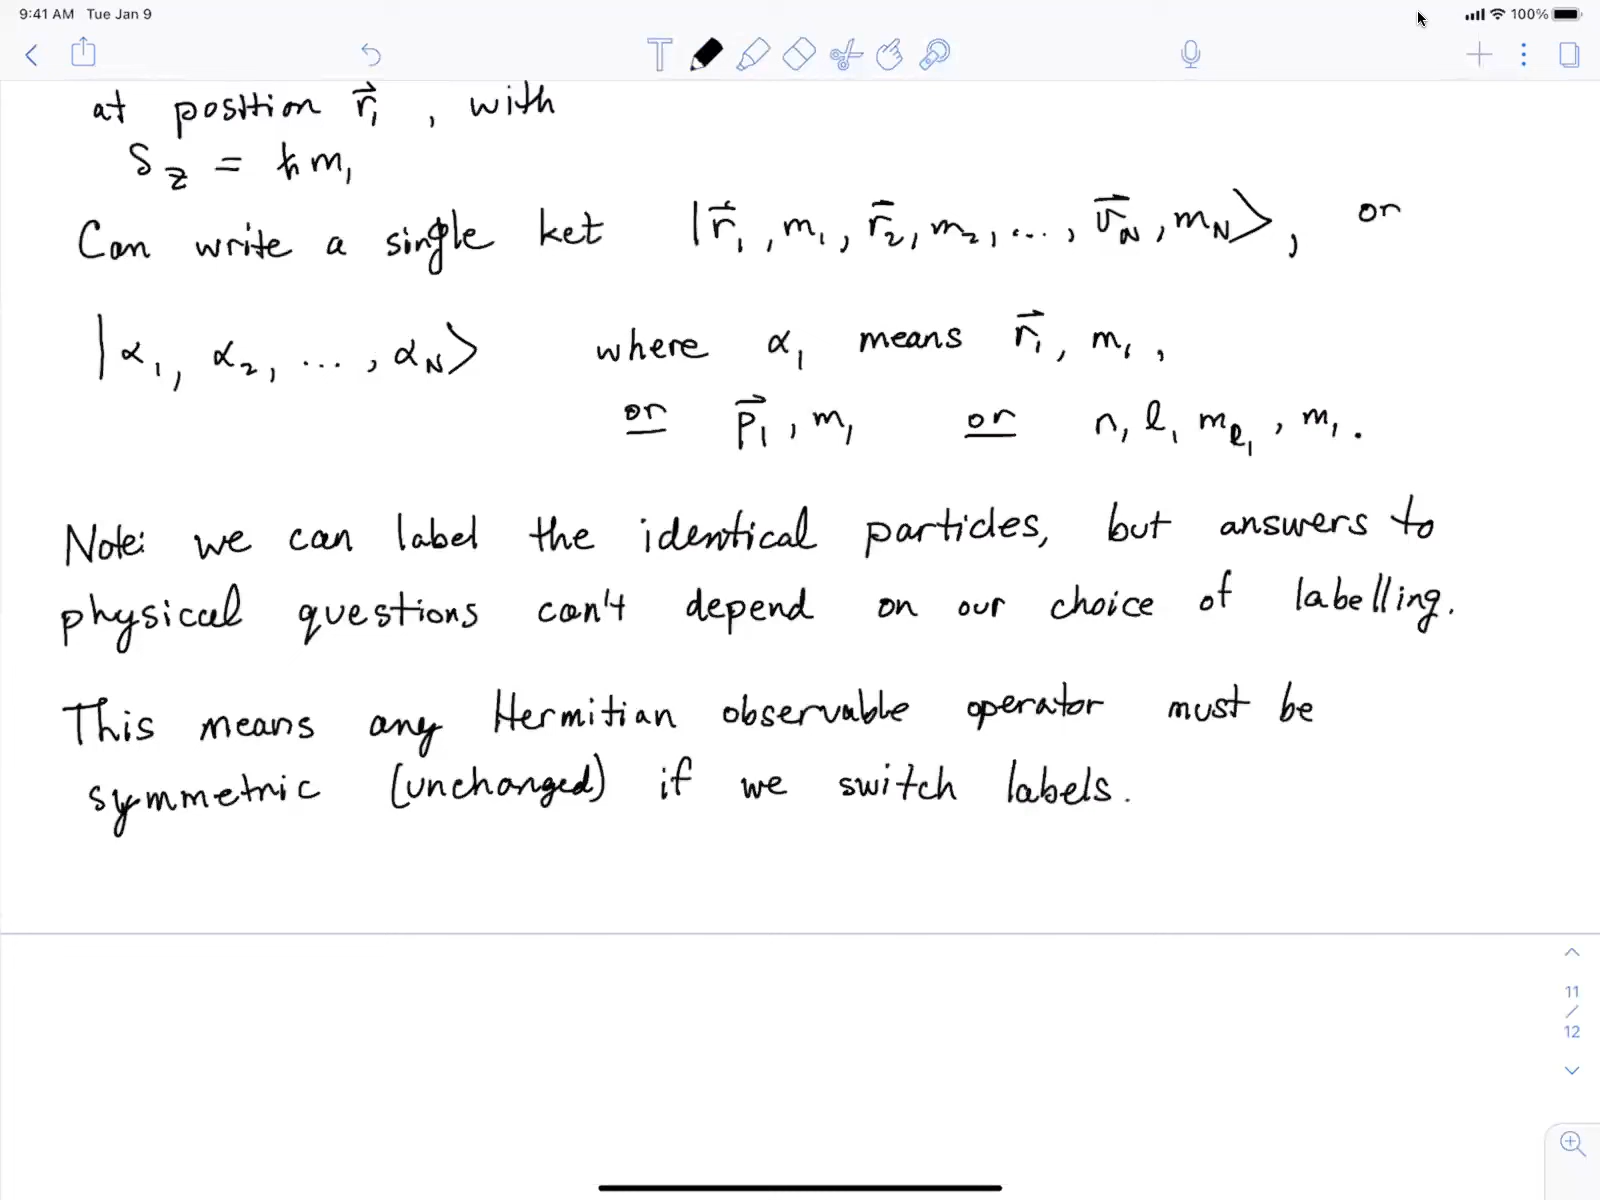 9:41 AM Tue Jan 9 100%
at position r⃗₁ , with
S_z = ħ m₁
Can write a single ket |r⃗₁, m₁, r⃗₂, m₂, ..., r⃗_N, m_N⟩, or
|α₁, α₂, ..., α_N⟩ where α₁ means r⃗₁, m₁,
or p⃗₁, m₁ or n, l₁ m_l₁, m₁.
Note: we can label the identical particles, but answers to
physical questions can't depend on our choice of labelling.
This means any Hermitian observable operator must be
symmetric (unchanged) if we switch labels.
11
/
12